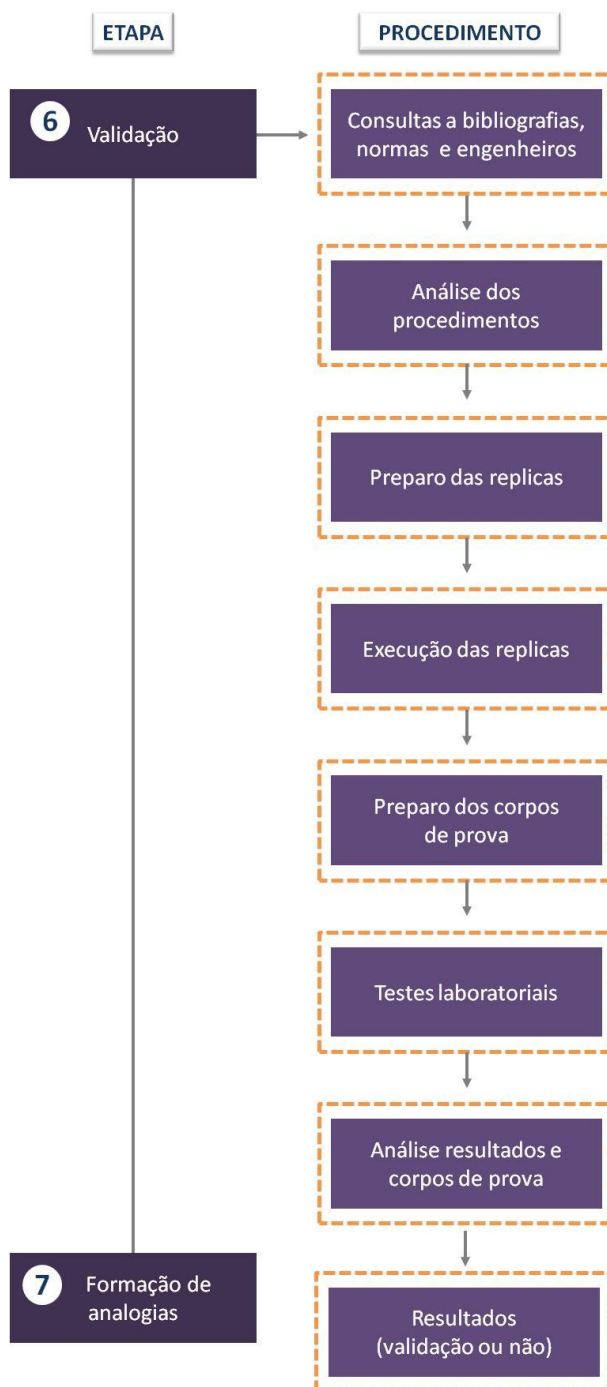 ETAPA
PROCEDIMENTO
6
Validação
Consultas a bibliografias,
normas e engenheiros
Análise dos
procedimentos
Preparo das replicas
Execução das replicas
Preparo dos corpos
de prova
Testes laboratoriais
Análise resultados e
corpos de prova
7
Formação de
analogias
Resultados
(validação ou não)